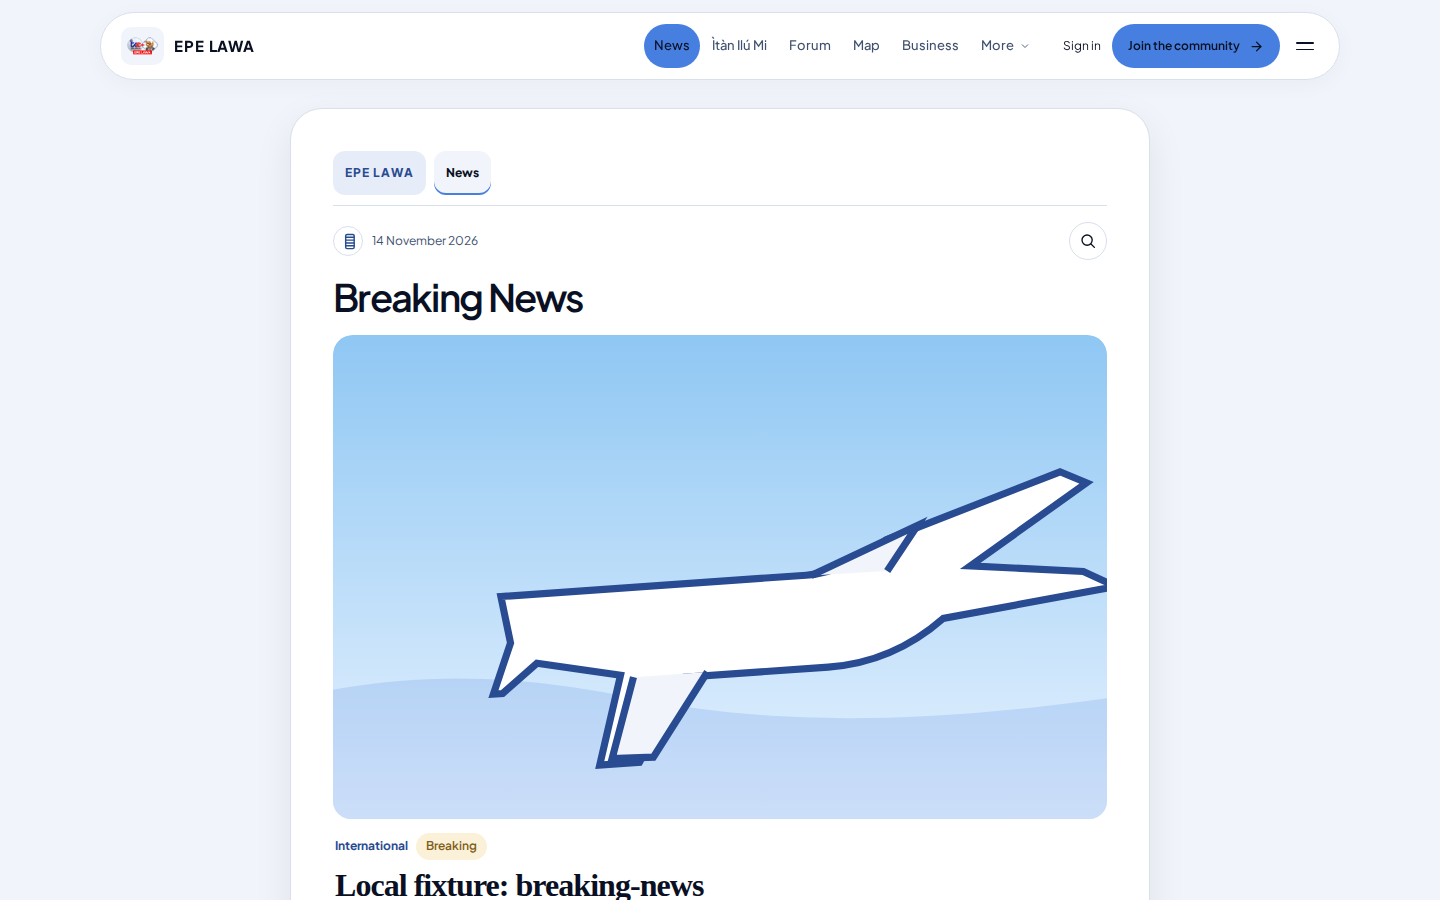 EPE LAWA
News
Ìtàn Ilú Mi
Forum
Map
Business
More
Sign in
Join the community
EPE LAWA
News
14 November 2026
Breaking News
International
Breaking
Local fixture: breaking-news